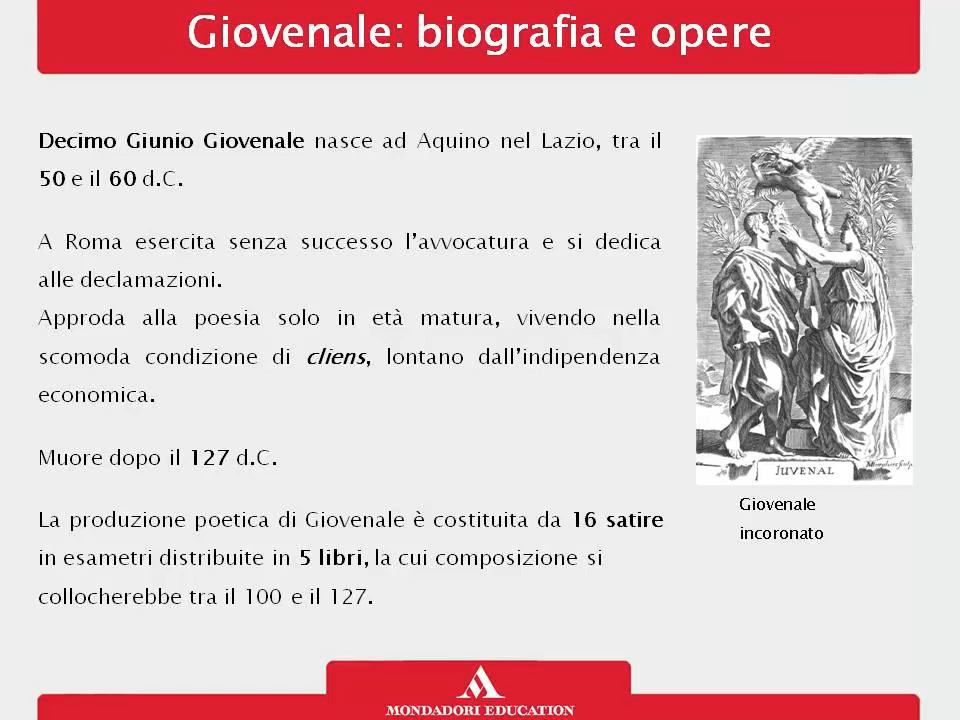 Giovenale: biografia e opere
Decimo Giunio Giovenale nasce ad Aquino nel Lazio, tra il
50 e il 60 d.C.
A Roma esercita senza successo l'avvocatura e si dedica
alle declamazioni.
Approda alla poesia solo in età matura, vivendo nella
scomoda condizione di cliens, lontano dall'indipendenza
economica.
Muore dopo il 127 d.C.
La produzione poetica di Giovenale è costituita da 16 satire
in esametri distribuite in 5 libri, la cui composizione si
collocherebbe tra il 100 e il 127.
JUVENAL
Giovenale
incoronato
MONDADORI EDUCATION